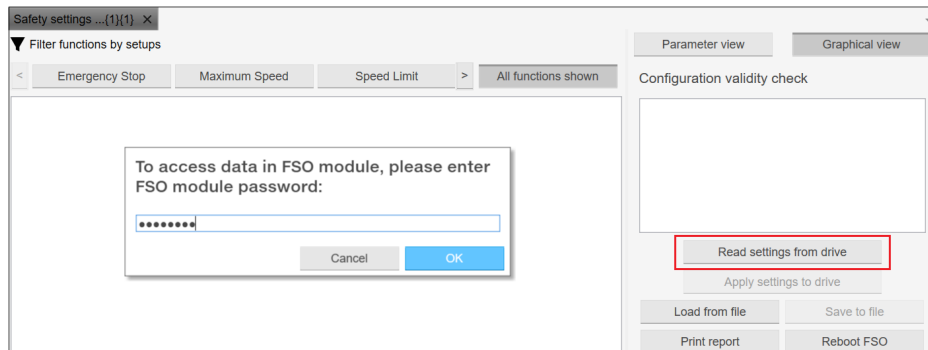 Safety settings ...{1}{1} ×
Filter functions by setups
Parameter view
Graphical view
< Emergency Stop Maximum Speed Speed Limit > All functions shown
Configuration validity check
To access data in FSO module, please enter
FSO module password:
••••••••
Cancel OK
Read settings from drive
Apply settings to drive
Load from file Save to file
Print report Reboot FSO